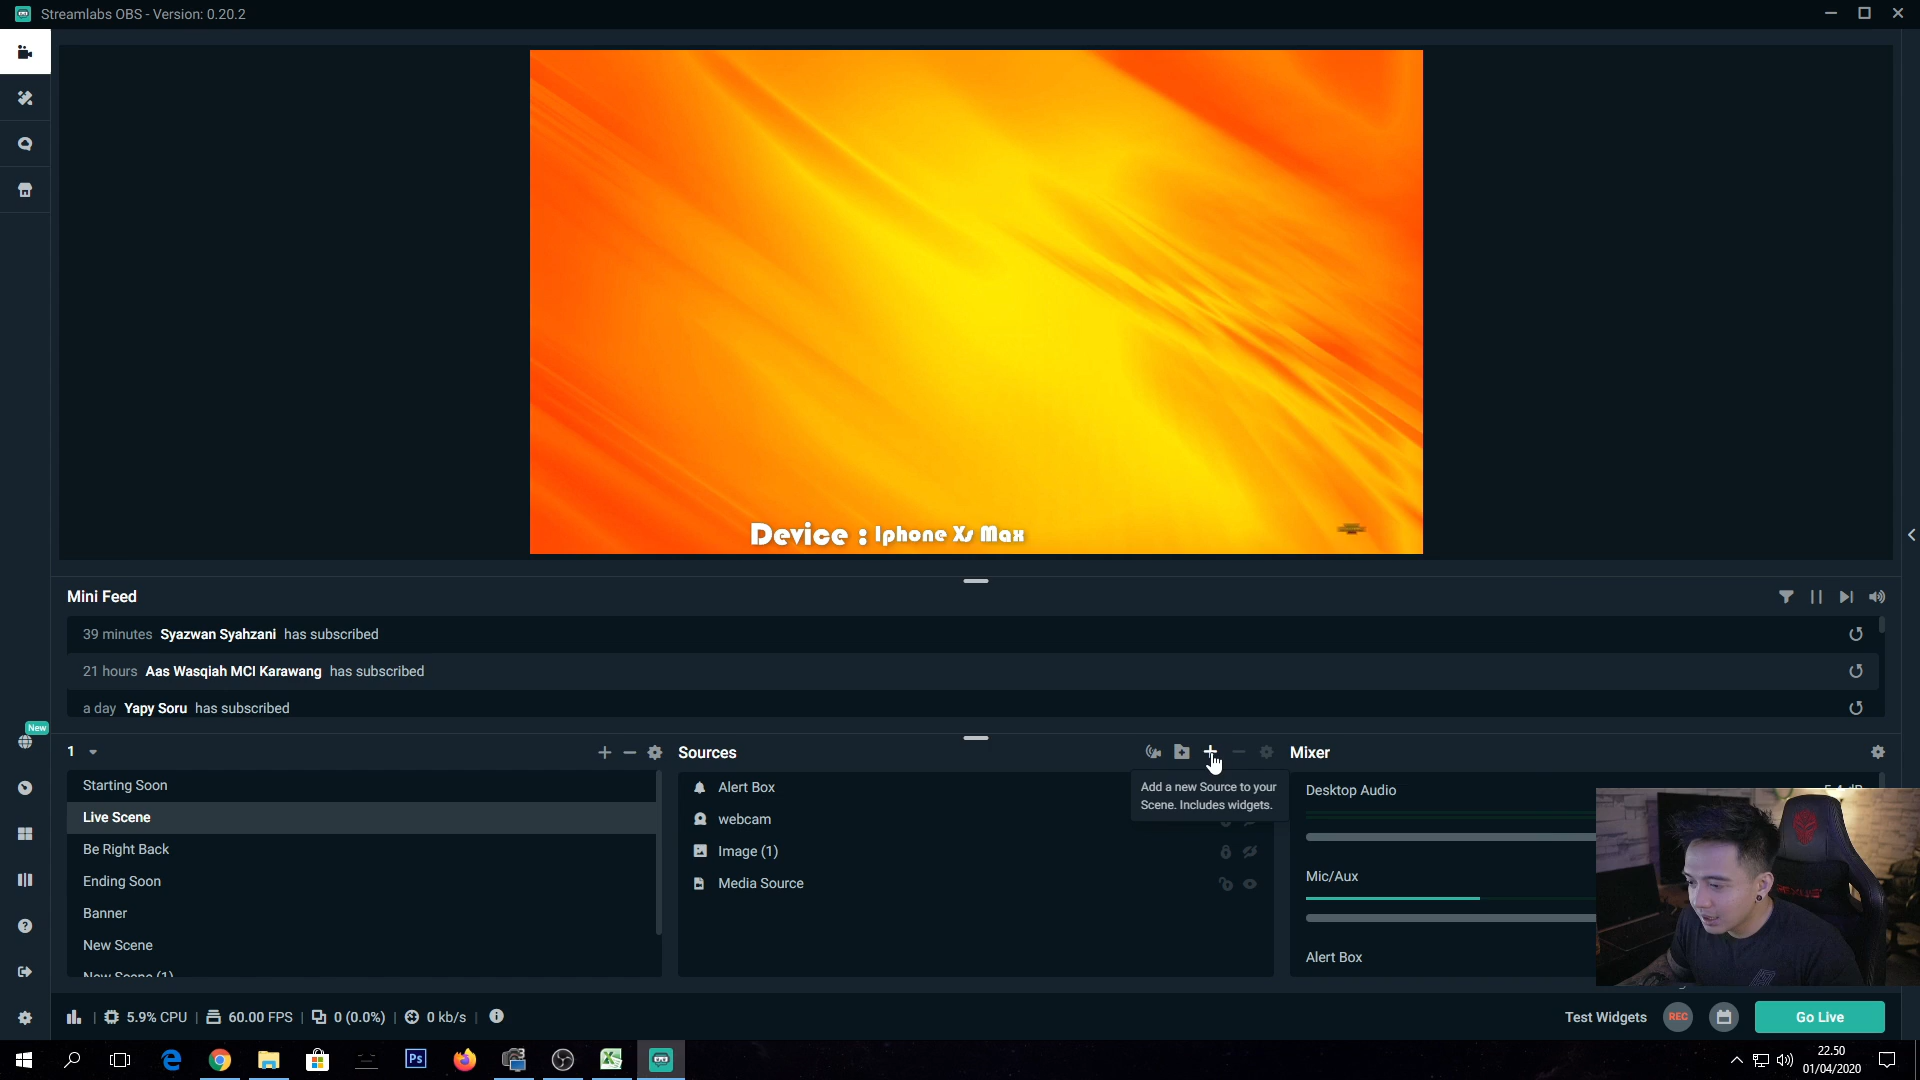 Streamlabs OBS - Version: 0.20.2
Device : Iphone Xs Max
Mini Feed
39 minutes Syazwan Syahzani has subscribed
21 hours Aas Wasqiah MCI Karawang has subscribed
a day Yapy Soru has subscribed
New
1
Starting Soon
Live Scene
Be Right Back
Ending Soon
Banner
New Scene
New Scene (1)
Sources
Alert Box
webcam
Image (1)
Media Source
Add a new Source to your
Scene. Includes widgets.
Mixer
Desktop Audio
Mic/Aux
Alert Box
5.9% CPU
60.00 FPS
0 (0.0%)
0 kb/s
Test Widgets
REC
Go Live
Ps
22.50
01/04/2020